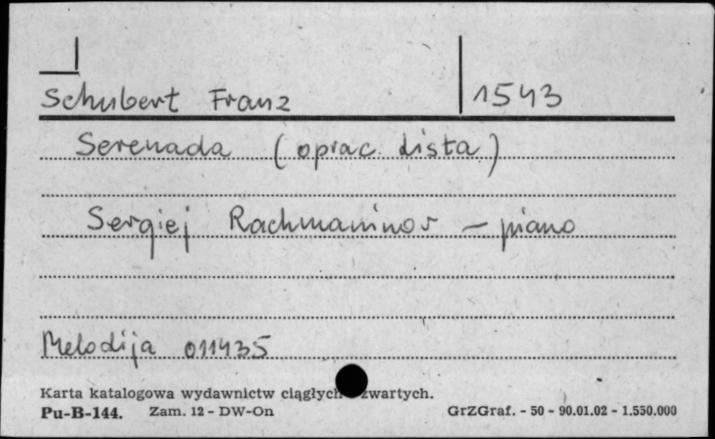 Schubert Franz 1543
Serenada (oprac. Lista)
Sergiej Rachmaninow - piano
Melodija 011435
Karta katalogowa wydawnictw ciągłych zwartych.
Pu-B-144. Zam. 12 - DW-On GrZGraf. - 50 - 90.01.02 - 1.550.000